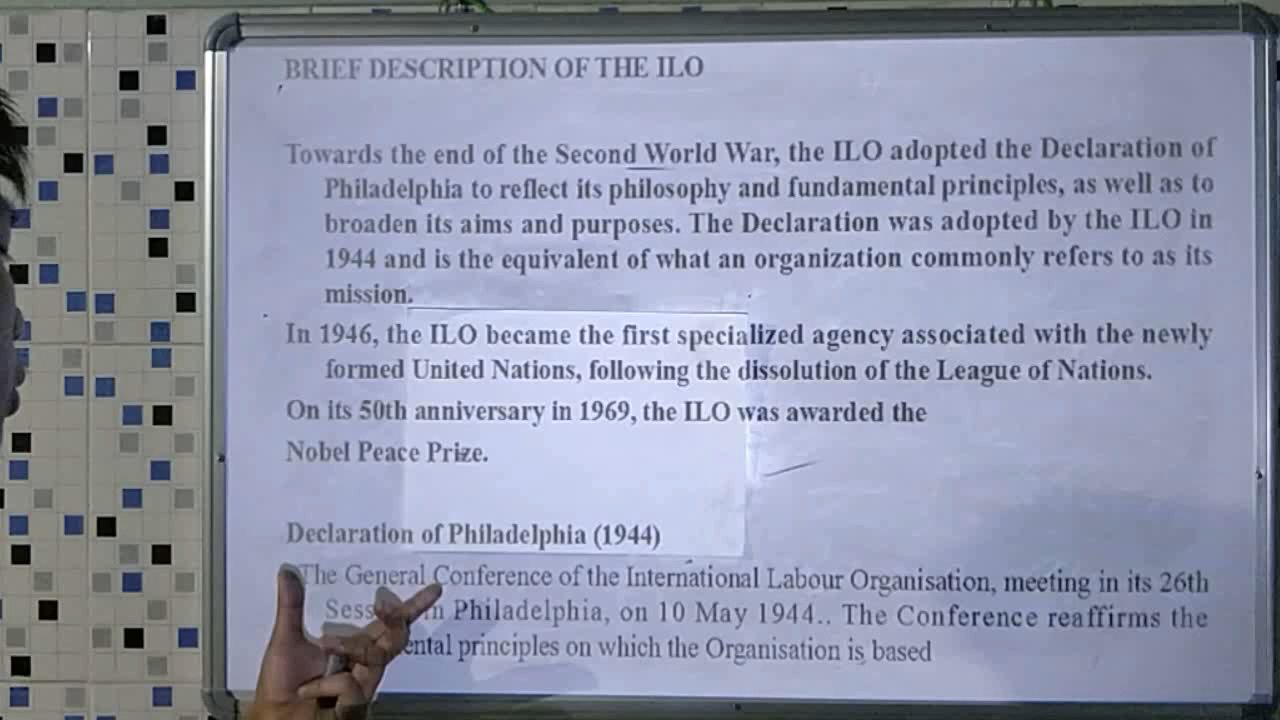 BRIEF DESCRIPTION OF THE ILO
Towards the end of the Second World War, the ILO adopted the Declaration of
Philadelphia to reflect its philosophy and fundamental principles, as well as to
broaden its aims and purposes. The Declaration was adopted by the ILO in
1944 and is the equivalent of what an organization commonly refers to as its
mission.
In 1946, the ILO became the first specialized agency associated with the newly
formed United Nations, following the dissolution of the League of Nations.
On its 50th anniversary in 1969, the ILO was awarded the
Nobel Peace Prize.
Declaration of Philadelphia (1944)
The General Conference of the International Labour Organisation, meeting in its 26th
Philadelphia, on 10 May 1944.. The Conference reaffirms the
principles on which the Organisation is based